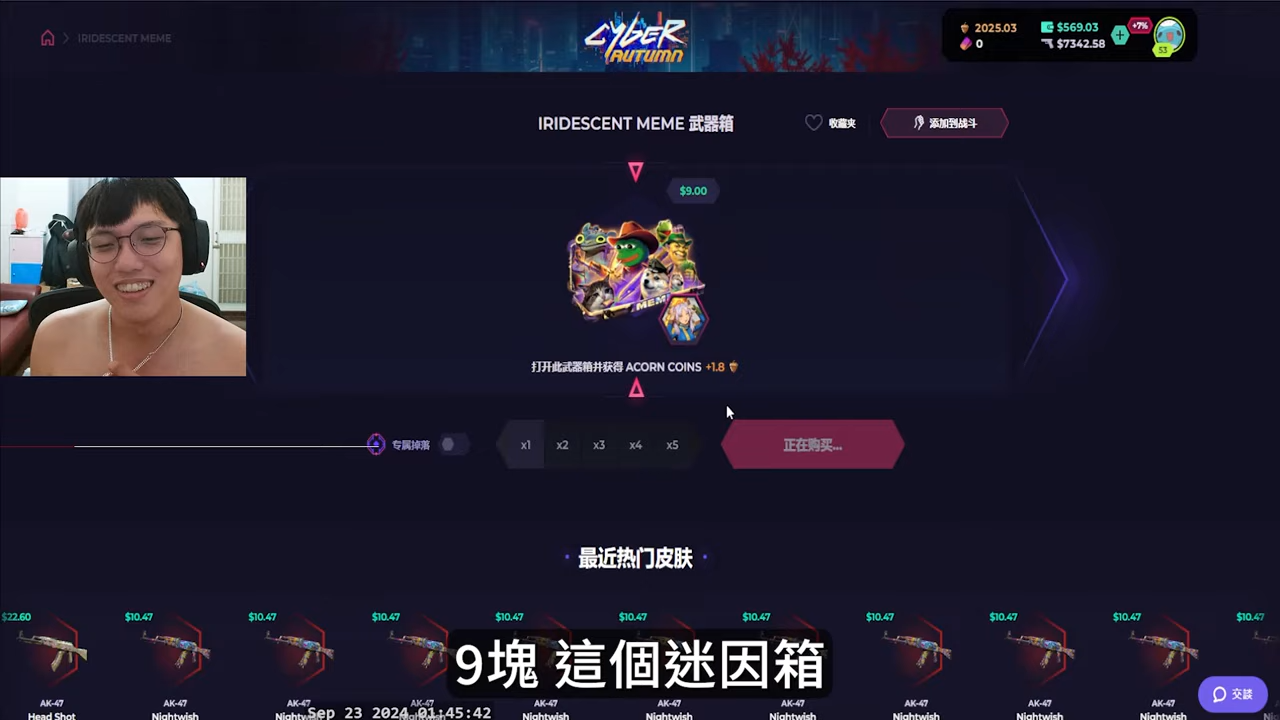 IRIDESCENT MEME
CYBER
AUTUMN
2025.03
0
$569.03
$7342.58
+7%
53
IRIDESCENT MEME 武器箱
收藏夹
添加到战斗
$9.00
MEME
打开此武器箱并获得 ACORN COINS +1.8
专属掉落
x1
x2
x3
x4
x5
正在购买...
最近热门皮肤
$22.60
$10.47
$10.47
$10.47
$10.47
$10.47
$10.47
$10.47
$10.47
$10.47
$10.47
9塊 這個迷因箱
AK-47
AK-47
AK-47
AK-47
AK-47
AK-47
AK-47
AK-47
AK-47
AK-47
Head Shot
Nightwish
Nightwish
Nightwish
Nightwish
Nightwish
Nightwish
Nightwish
Nightwish
Nightwish
Sep 23 2024 01:45:42
交談